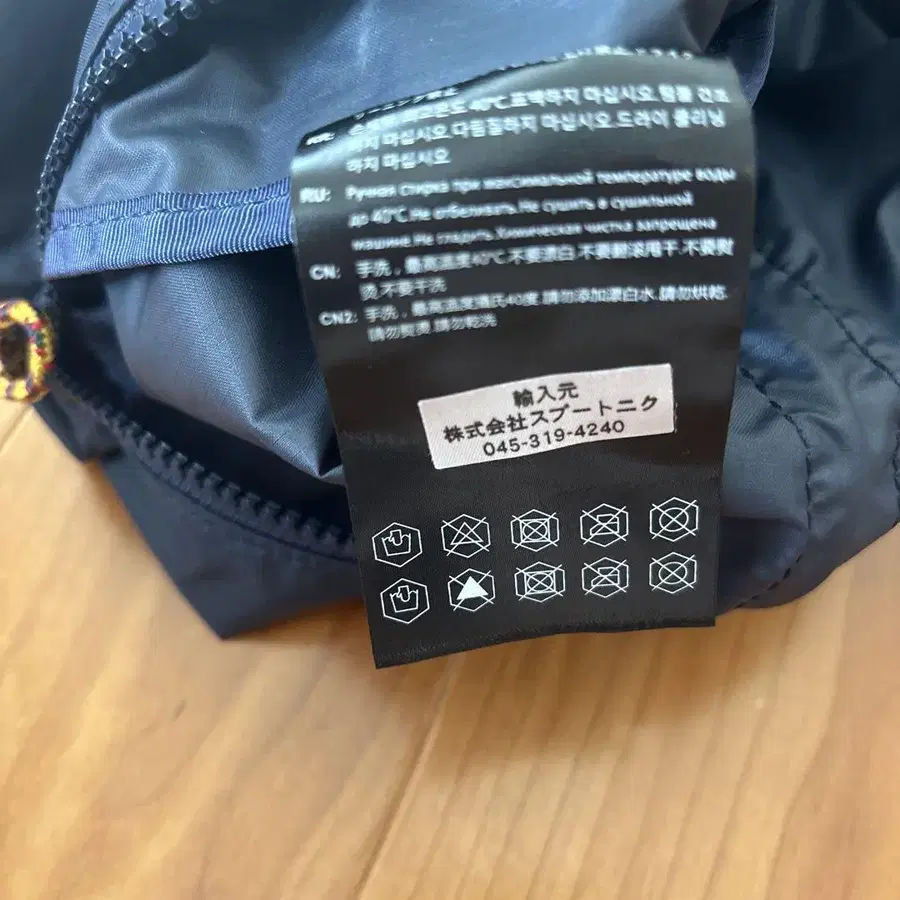 손세탁, 최고온도 40℃.표백하지 마십시오.텀블 건조
하지 마십시오.다림질하지 마십시오.드라이 클리닝
하지 마십시오
RU: Ручная стирка при максимальной температуре воды
до 40℃.Не отбеливать.Не сушить в сушильной
машине.Не гладить.Химическая чистка запрещена
CN: 手洗，最高温度40℃.不要漂白.不要翻滚甩干.不要熨
烫.不要干洗
CN2: 手洗，最高溫度攝氏40度.請勿添加漂白水.請勿烘乾.
請勿熨燙.請勿乾洗
輸入元
株式会社スプートニク
045-319-4240